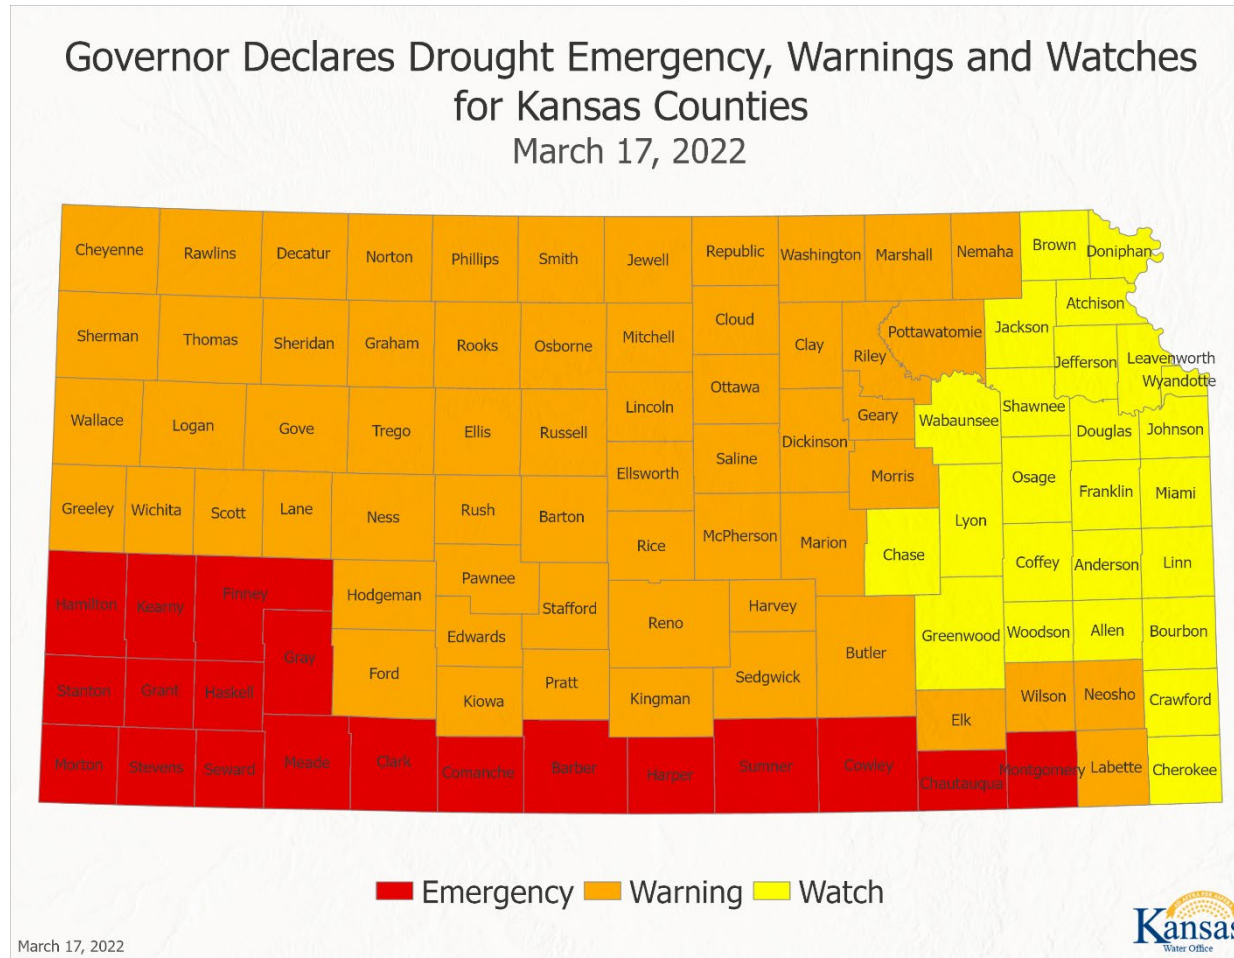 Governor Declares Drought Emergency, Warnings and Watches
for Kansas Counties
March 17, 2022
Cheyenne
Rawlins
Decatur
Norton
Phillips
Smith
Jewell
Republic
Washington
Marshall
Nemaha
Brown
Doniphan
Atchison
Sherman
Thomas
Sheridan
Graham
Rooks
Osborne
Mitchell
Cloud
Clay
Riley
Pottawatomie
Jackson
Jefferson
Leavenworth
Wyandotte
Wallace
Logan
Gove
Trego
Ellis
Russell
Lincoln
Ottawa
Dickinson
Geary
Wabaunsee
Shawnee
Douglas
Johnson
Ellsworth
Saline
Morris
Osage
Franklin
Miami
Greeley
Wichita
Scott
Lane
Ness
Rush
Barton
Rice
McPherson
Marion
Chase
Lyon
Coffey
Anderson
Linn
Hamilton
Kearny
Finney
Hodgeman
Pawnee
Stafford
Reno
Harvey
Butler
Greenwood
Woodson
Allen
Bourbon
Gray
Ford
Edwards
Kiowa
Pratt
Kingman
Sedgwick
Elk
Wilson
Neosho
Crawford
Stanton
Grant
Haskell
Morton
Stevens
Seward
Meade
Clark
Comanche
Barber
Harper
Sumner
Cowley
Chautauqua
Montgomery
Labette
Cherokee
Emergency
Warning
Watch
Kansas
Water Office
March 17, 2022